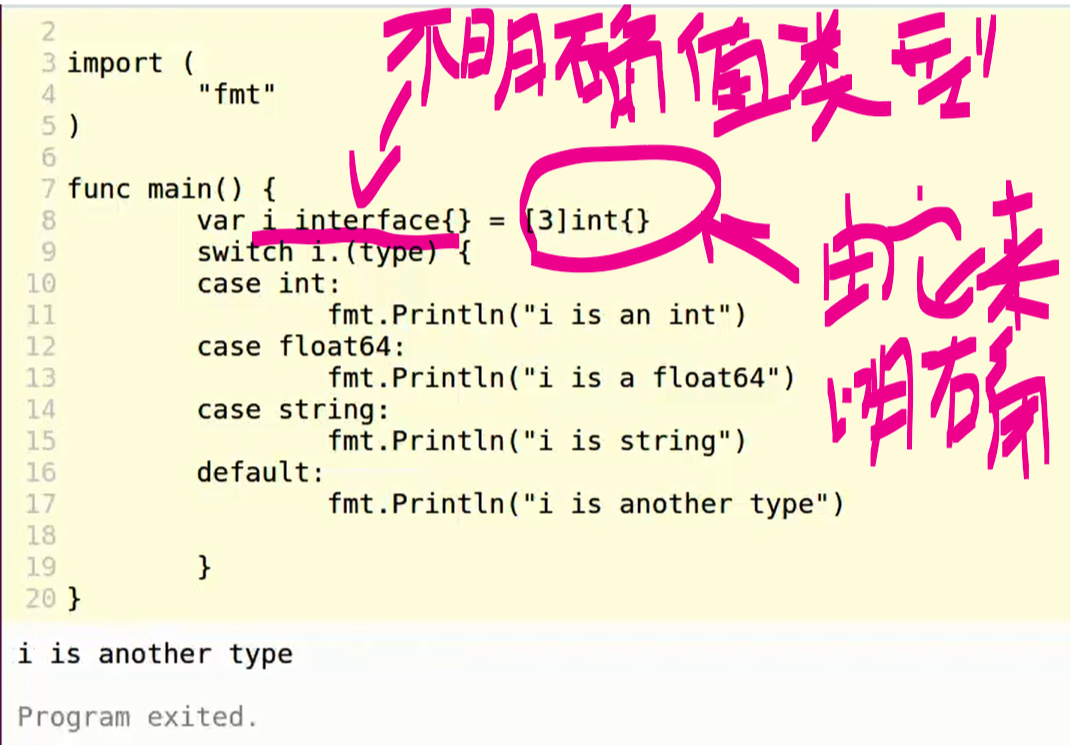 不明确值类型
2
3 import (
4 "fmt"
5 )
6
7 func main() {
8 var i interface{} = [3]int{}
9 switch i.(type) {
10 case int:
11 fmt.Println("i is an int")
12 case float64:
13 fmt.Println("i is a float64")
14 case string:
15 fmt.Println("i is string")
16 default:
17 fmt.Println("i is another type")
18
19 }
20 }
由它来
明确
i is another type
Program exited.